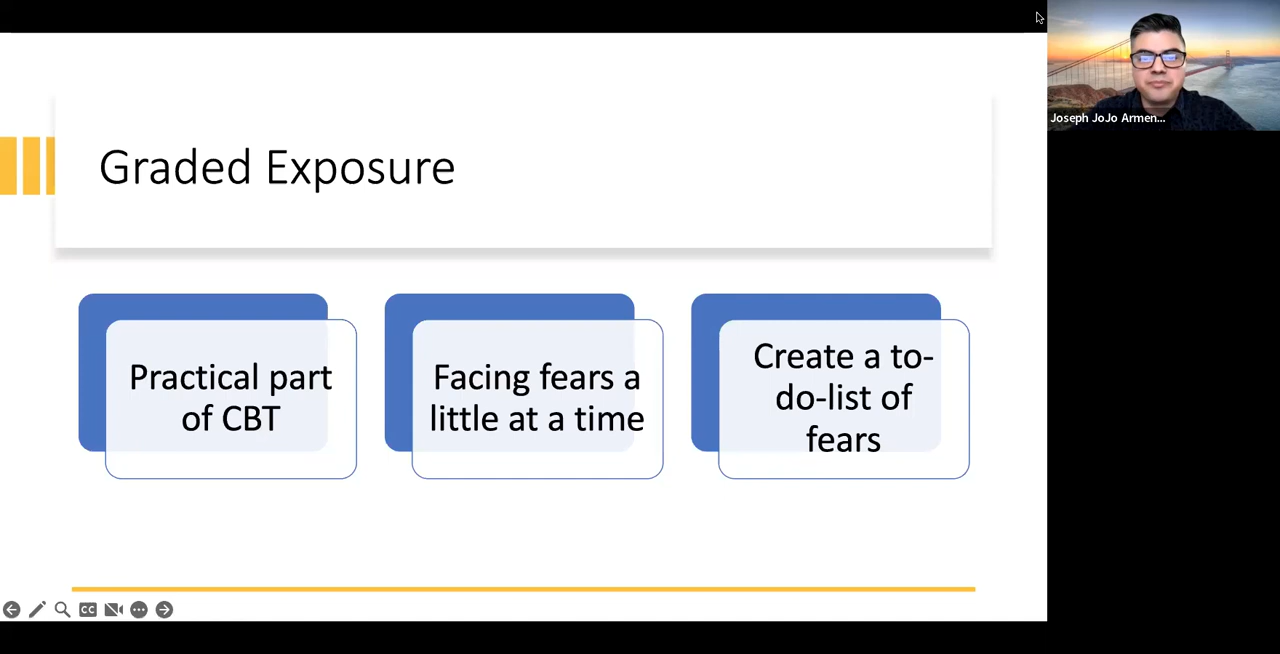 Joseph JoJo Armen...
Graded Exposure
Practical part
of CBT
Facing fears a
little at a time
Create a to-
do-list of
fears
CC